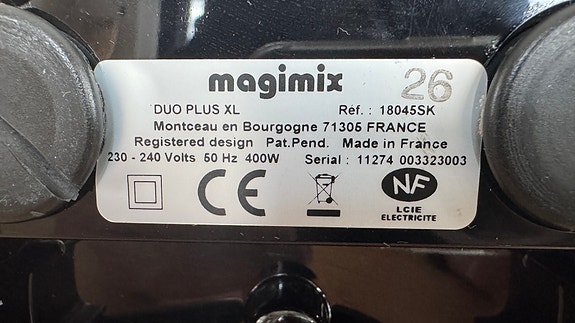 magimix 26
DUO PLUS XL Réf. : 18045SK
Montceau en Bourgogne 71305 FRANCE
Registered design Pat.Pend. Made in France
230 - 240 Volts 50 Hz 400W Serial : 11274 003323003
CE NF
LCIE
ELECTRICITE